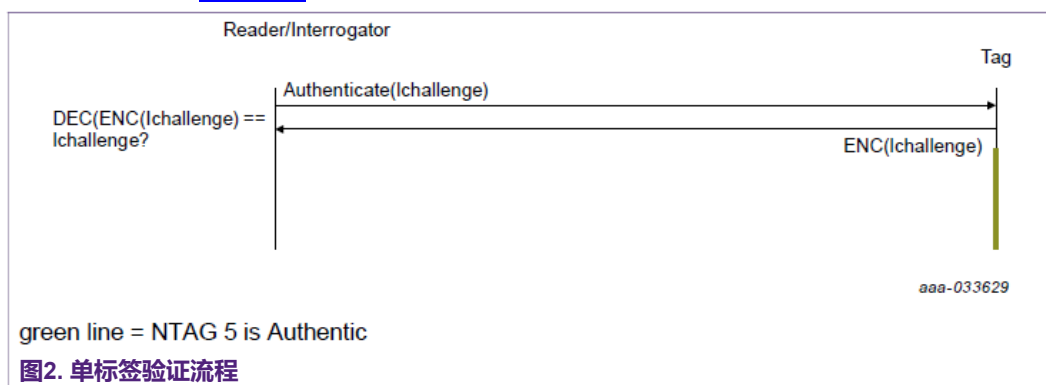 Reader/Interrogator
Tag
Authenticate(Ichallenge)
DEC(ENC(Ichallenge) ==
Ichallenge?
ENC(Ichallenge)
aaa-033629
green line = NTAG 5 is Authentic
图2. 单标签验证流程